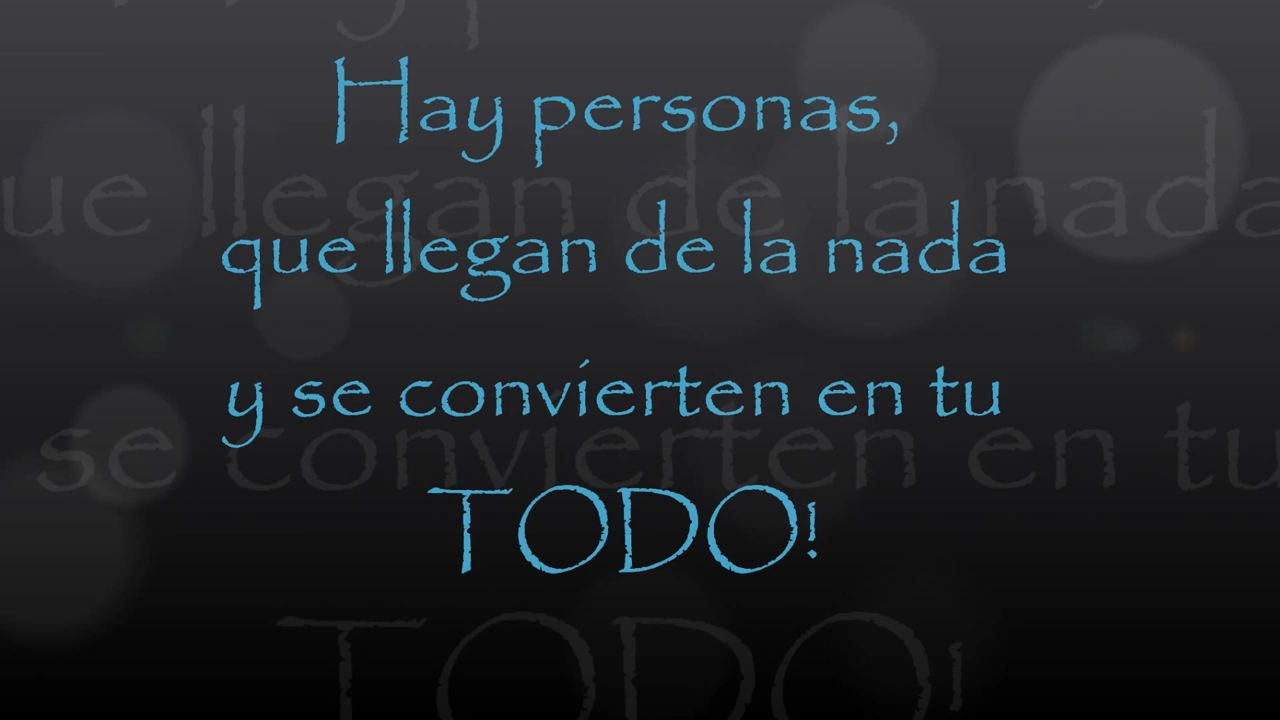 Hay personas,
que llegan de la nada
y se convierten en tu
TODO!